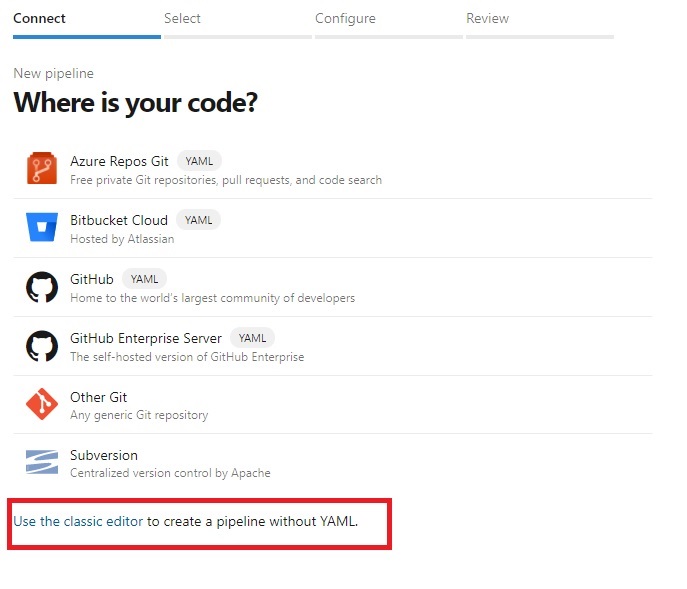 Connect Select Configure Review
New pipeline
Where is your code?
Azure Repos Git YAML
Free private Git repositories, pull requests, and code search
Bitbucket Cloud YAML
Hosted by Atlassian
GitHub YAML
Home to the world's largest community of developers
GitHub Enterprise Server YAML
The self-hosted version of GitHub Enterprise
Other Git
Any generic Git repository
Subversion
Centralized version control by Apache
Use the classic editor to create a pipeline without YAML.